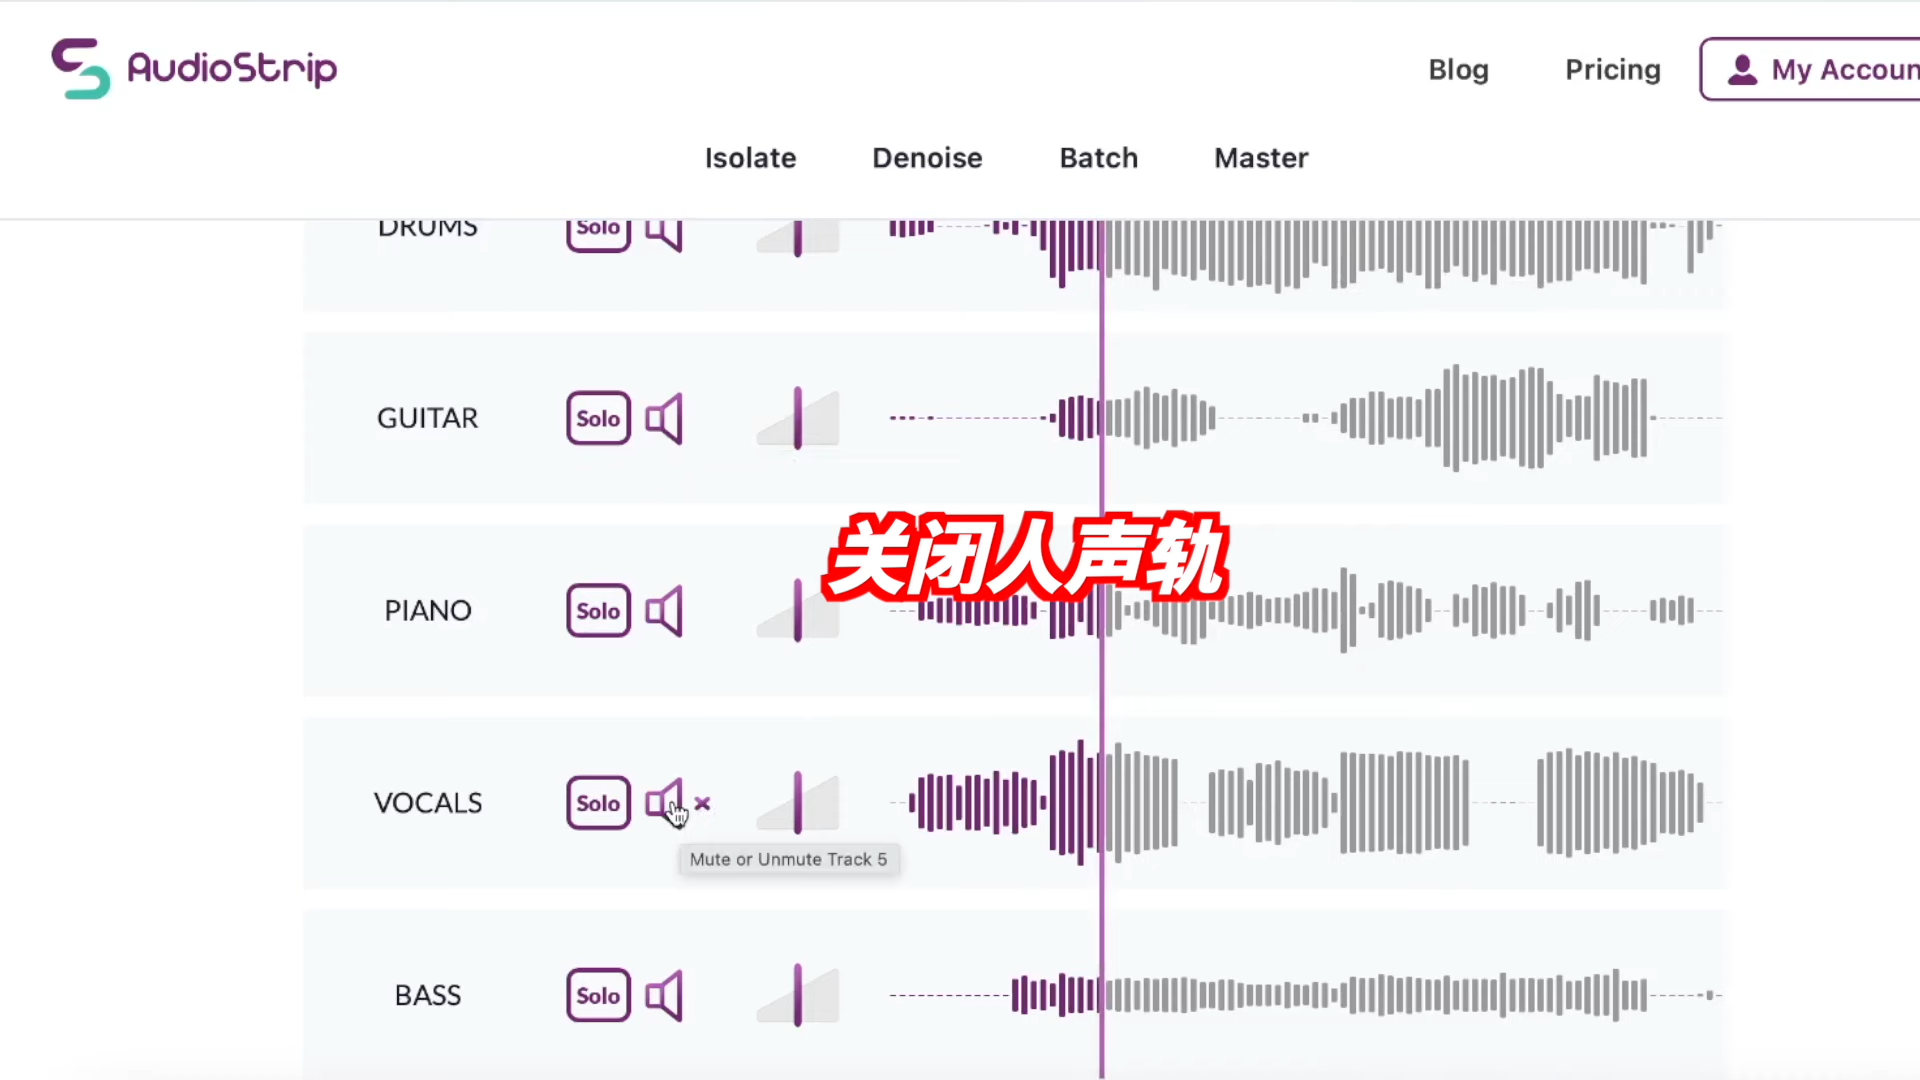 AudioStrip
Blog
Pricing
My Accoun
Isolate
Denoise
Batch
Master
DRUMS
Solo
GUITAR
Solo
关闭人声轨
PIANO
Solo
VOCALS
Solo
Mute or Unmute Track 5
BASS
Solo